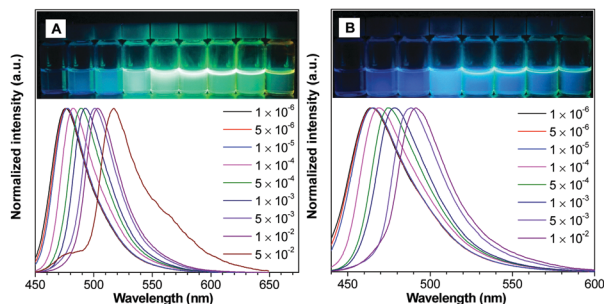 A
Normalized intensity (a.u.)
1 × 10⁻⁶
5 × 10⁻⁶
1 × 10⁻⁵
1 × 10⁻⁴
5 × 10⁻⁴
1 × 10⁻³
5 × 10⁻³
1 × 10⁻²
5 × 10⁻²
450 500 550 600 650
Wavelength (nm)
B
Normalized intensity (a.u.)
1 × 10⁻⁶
5 × 10⁻⁶
1 × 10⁻⁵
1 × 10⁻⁴
5 × 10⁻⁴
1 × 10⁻³
5 × 10⁻³
1 × 10⁻²
450 500 550 600
Wavelength (nm)